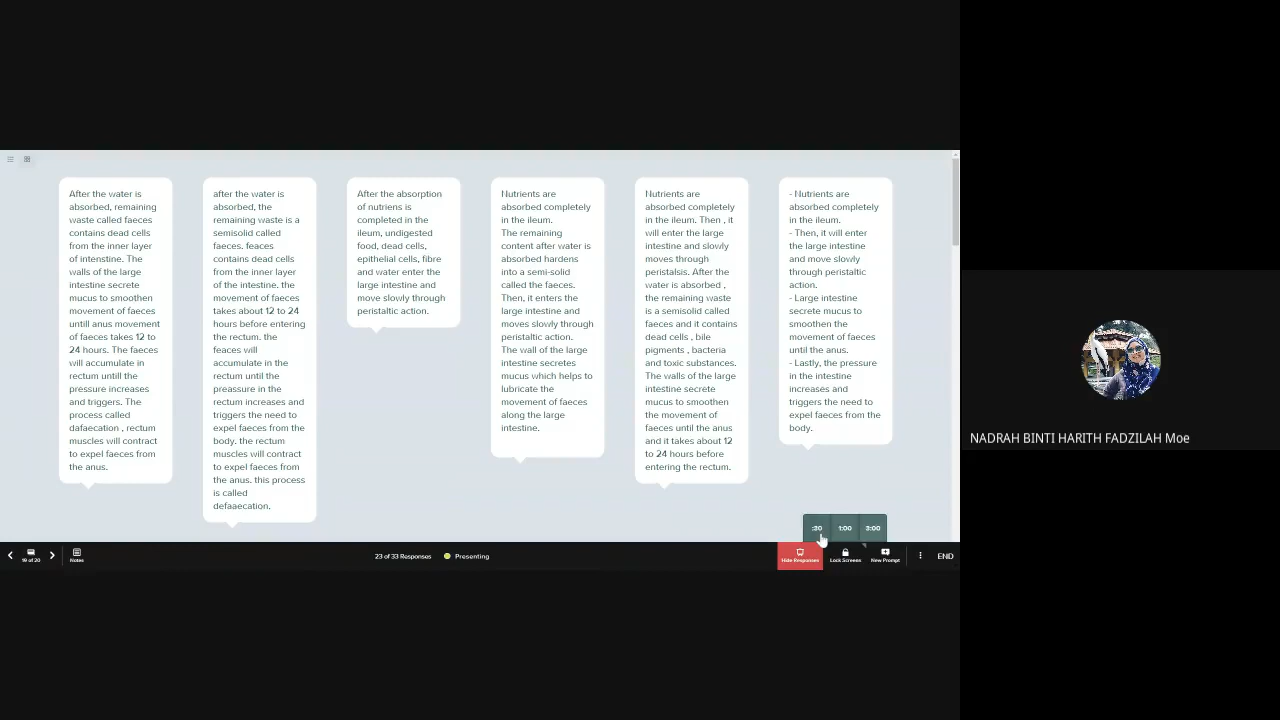 After the water is
absorbed, remaining
waste called faeces
contains dead cells
from the inner layer
of intenstine. The
walls of the large
intestine secrete
mucus to smoothen
movement of faeces
untill anus movement
of faeces takes 12 to
24 hours. The faeces
will accumulate in
rectum untill the
pressure increases
and triggers. The
process called
dafaecation , rectum
muscles will contract
to expel faeces from
the anus.
after the water is
absorbed, the
remaining waste is a
semisolid called
faeces. feaces
contains dead cells
from the inner layer
of the intestine. the
movement of faeces
takes about 12 to 24
hours before entering
the rectum. the
feaces will
accumulate in the
rectum until the
preassure in the
rectum increases and
triggers the need to
expel faeces from the
body. the rectum
muscles will contract
to expel faeces from
the anus. this process
is called
defaaecation.
After the absorption
of nutriens is
completed in the
ileum, undigested
food, dead cells,
epithelial cells, fibre
and water enter the
large intestine and
move slowly through
peristaltic action.
Nutrients are
absorbed completely
in the ileum.
The remaining
content after water is
absorbed hardens
into a semi-solid
called the faeces.
Then, it enters the
large intestine and
moves slowly through
peristaltic action.
The wall of the large
intestine secretes
mucus which helps to
lubricate the
movement of faeces
along the large
intestine.
Nutrients are
absorbed completely
in the ileum. Then , it
will enter the large
intestine and slowly
moves through
peristalsis. After the
water is absorbed ,
the remaining waste
is a semisolid called
faeces and it contains
dead cells , bile
pigments , bacteria
and toxic substances.
The walls of the large
intestine secrete
mucus to smoothen
the movement of
faeces until the anus
and it takes about 12
to 24 hours before
entering the rectum.
- Nutrients are
absorbed completely
in the ileum.
- Then, it will enter
the large intestine
and move slowly
through peristaltic
action.
- Large intestine
secrete mucus to
smoothen the
movement of faeces
until the anus.
- Lastly, the pressure
in the intestine
increases and
triggers the need to
expel faeces from the
body.
:30 1:00 3:00
19 of 20
Notes
23 of 33 Responses
Presenting
Hide Responses
Lock Screens
New Prompt
END
NADRAH BINTI HARITH FADZILAH Moe